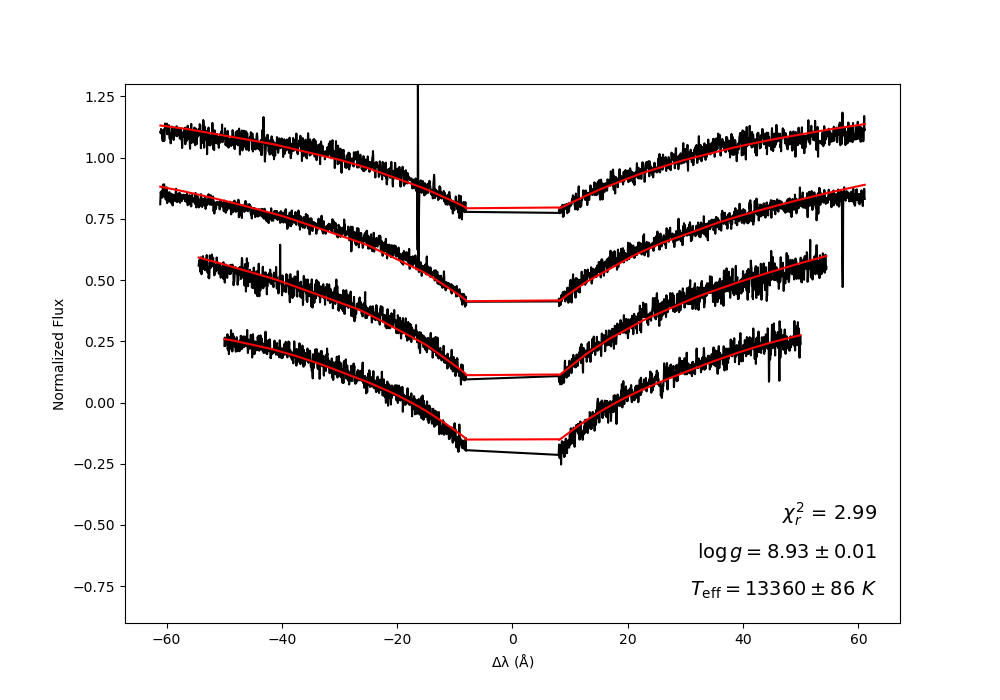 1.25
1.00
0.75
0.50
0.25
0.00
−0.25
−0.50
−0.75
Normalized Flux
χ²ᵣ = 2.99
log g = 8.93 ± 0.01
T_eff = 13360 ± 86 K
−60 −40 −20 0 20 40 60
Δλ (Å)